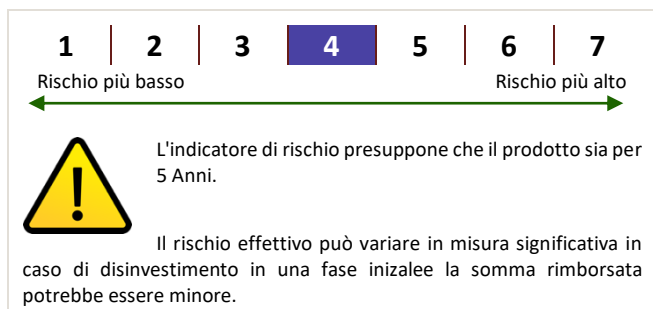 1 2 3 4 5 6 7
Rischio più basso Rischio più alto
L'indicatore di rischio presuppone che il prodotto sia per
5 Anni.
Il rischio effettivo può variare in misura significativa in
caso di disinvestimento in una fase inizalee la somma rimborsata
potrebbe essere minore.